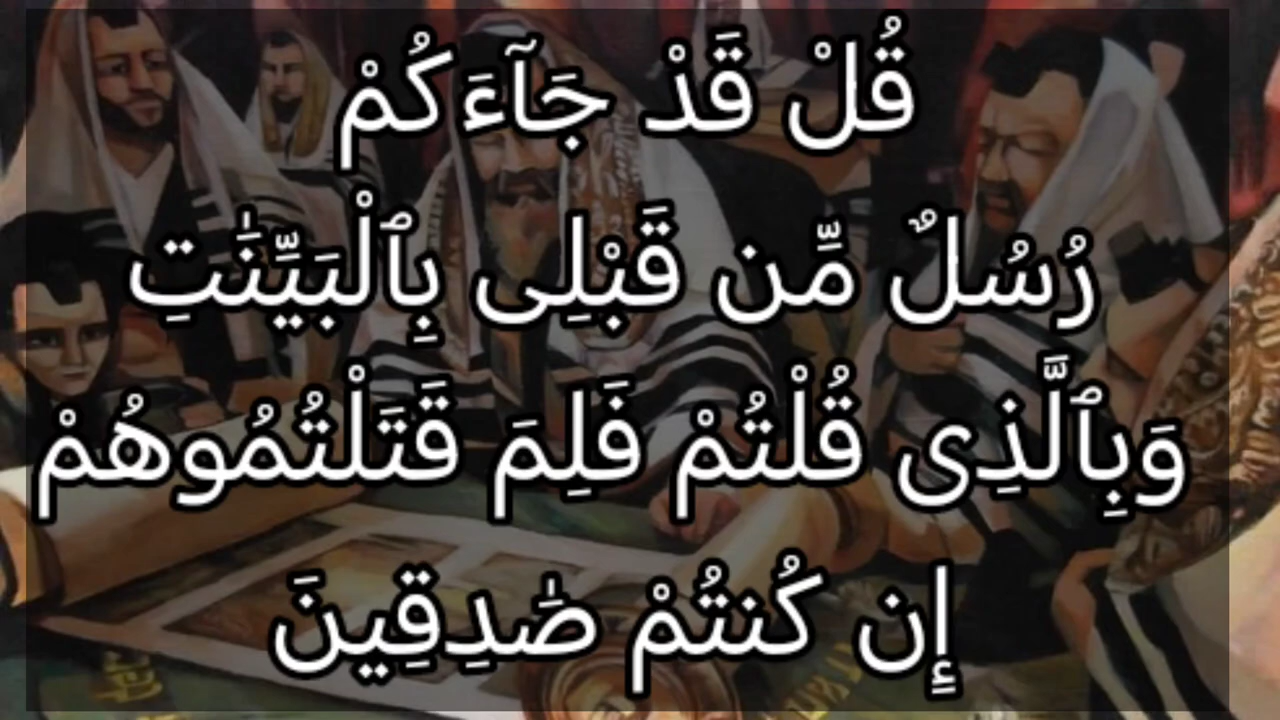 قُلْ قَدْ جَآءَكُمْ
رُسُلٌ مِّن قَبْلِى بِٱلْبَيِّنَٰتِ
وَبِٱلَّذِى قُلْتُمْ فَلِمَ قَتَلْتُمُوهُمْ
إِن كُنتُمْ صَٰدِقِينَ